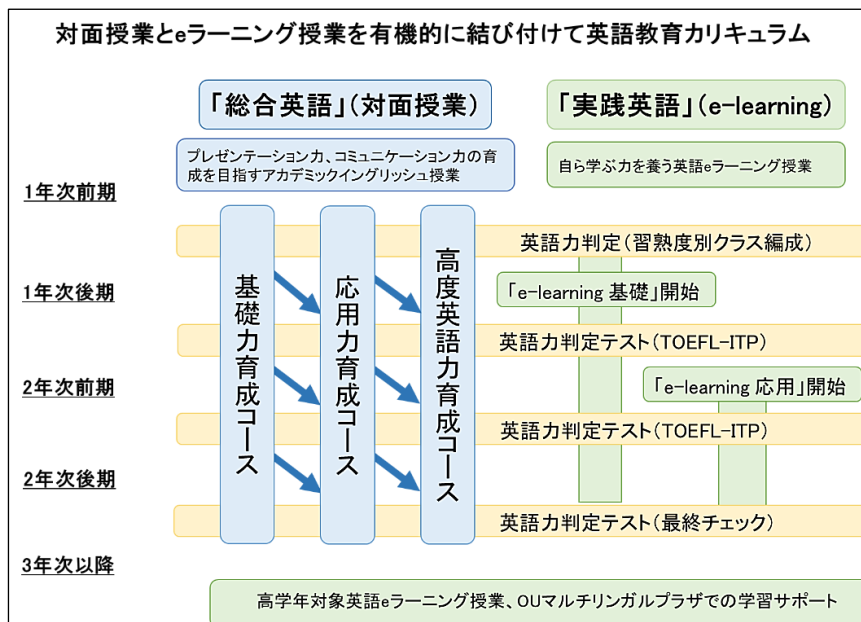 対面授業とeラーニング授業を有機的に結び付けて英語教育カリキュラム
「総合英語」(対面授業)
「実践英語」(e-learning)
プレゼンテーション力、コミュニケーション力の育
成を目指すアカデミックイングリッシュ授業
自ら学ぶ力を養う英語eラーニング授業
1年次前期
英語力判定(習熟度別クラス編成)
基礎力育成コース
応用力育成コース
高度英語力育成コース
1年次後期
「e-learning 基礎」開始
英語力判定テスト(TOEFL-ITP)
2年次前期
「e-learning 応用」開始
英語力判定テスト(TOEFL-ITP)
2年次後期
英語力判定テスト(最終チェック)
3年次以降
高学年対象英語eラーニング授業、OUマルチリンガルプラザでの学習サポート